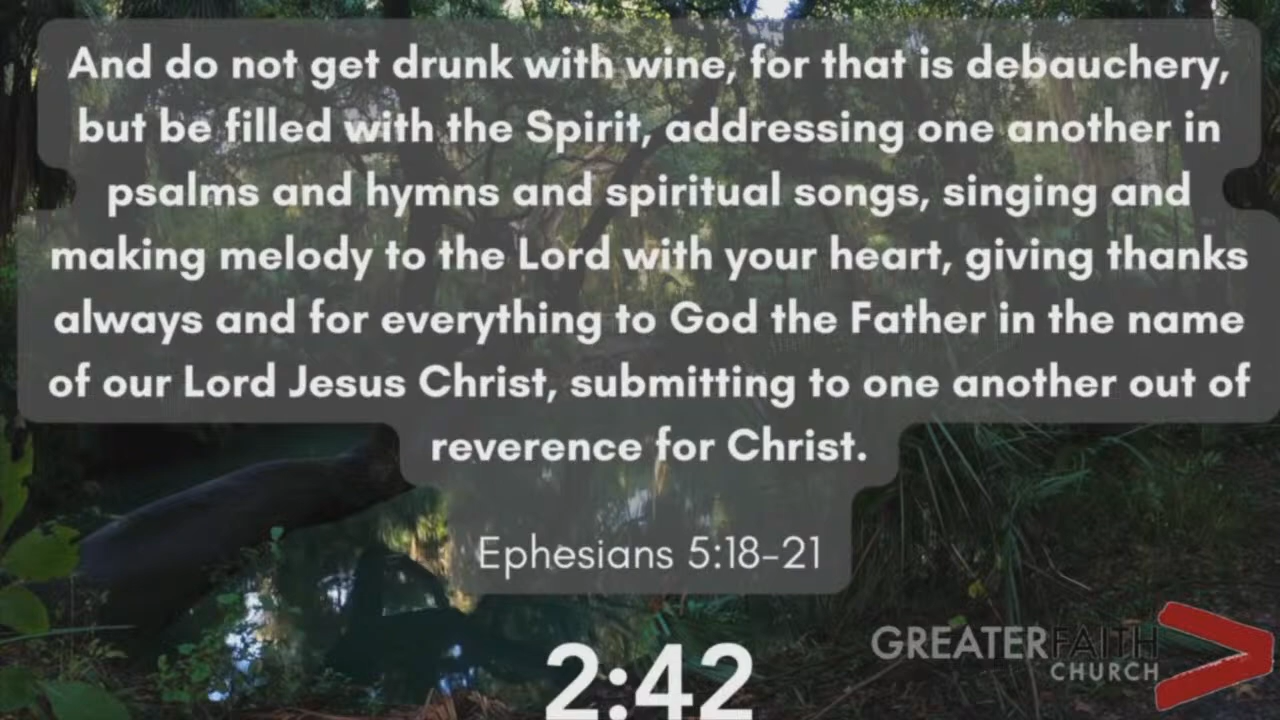 And do not get drunk with wine, for that is debauchery,
but be filled with the Spirit, addressing one another in
psalms and hymns and spiritual songs, singing and
making melody to the Lord with your heart, giving thanks
always and for everything to God the Father in the name
of our Lord Jesus Christ, submitting to one another out of
reverence for Christ.
Ephesians 5:18-21
2:42
GREATERFAITH
CHURCH